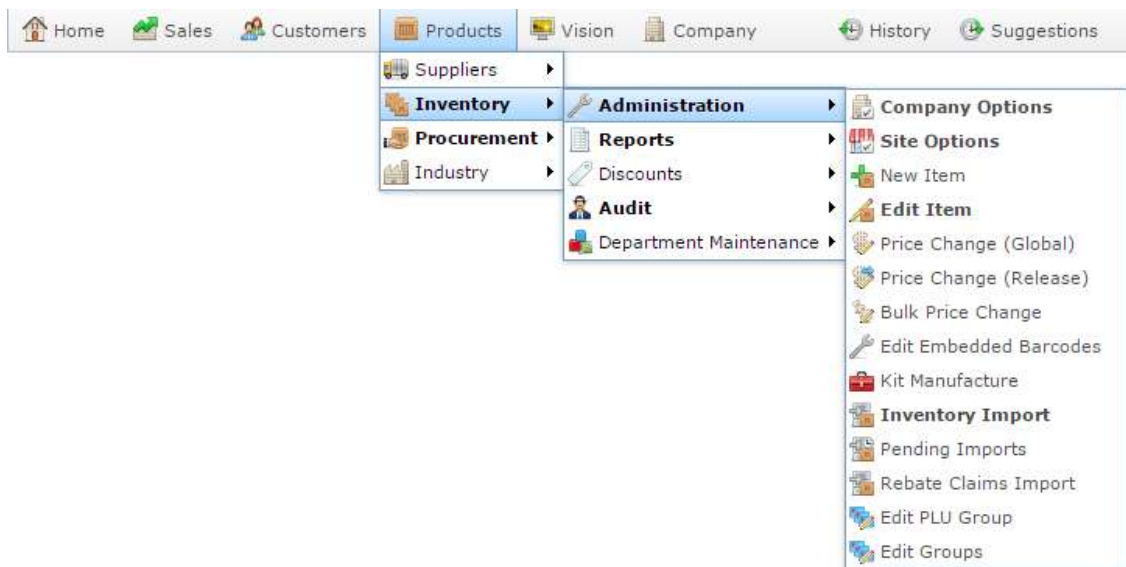 Home Sales Customers Products Vision Company History Suggestions
Suppliers
Inventory
Procurement
Industry
Administration
Reports
Discounts
Audit
Department Maintenance
Company Options
Site Options
New Item
Edit Item
Price Change (Global)
Price Change (Release)
Bulk Price Change
Edit Embedded Barcodes
Kit Manufacture
Inventory Import
Pending Imports
Rebate Claims Import
Edit PLU Group
Edit Groups